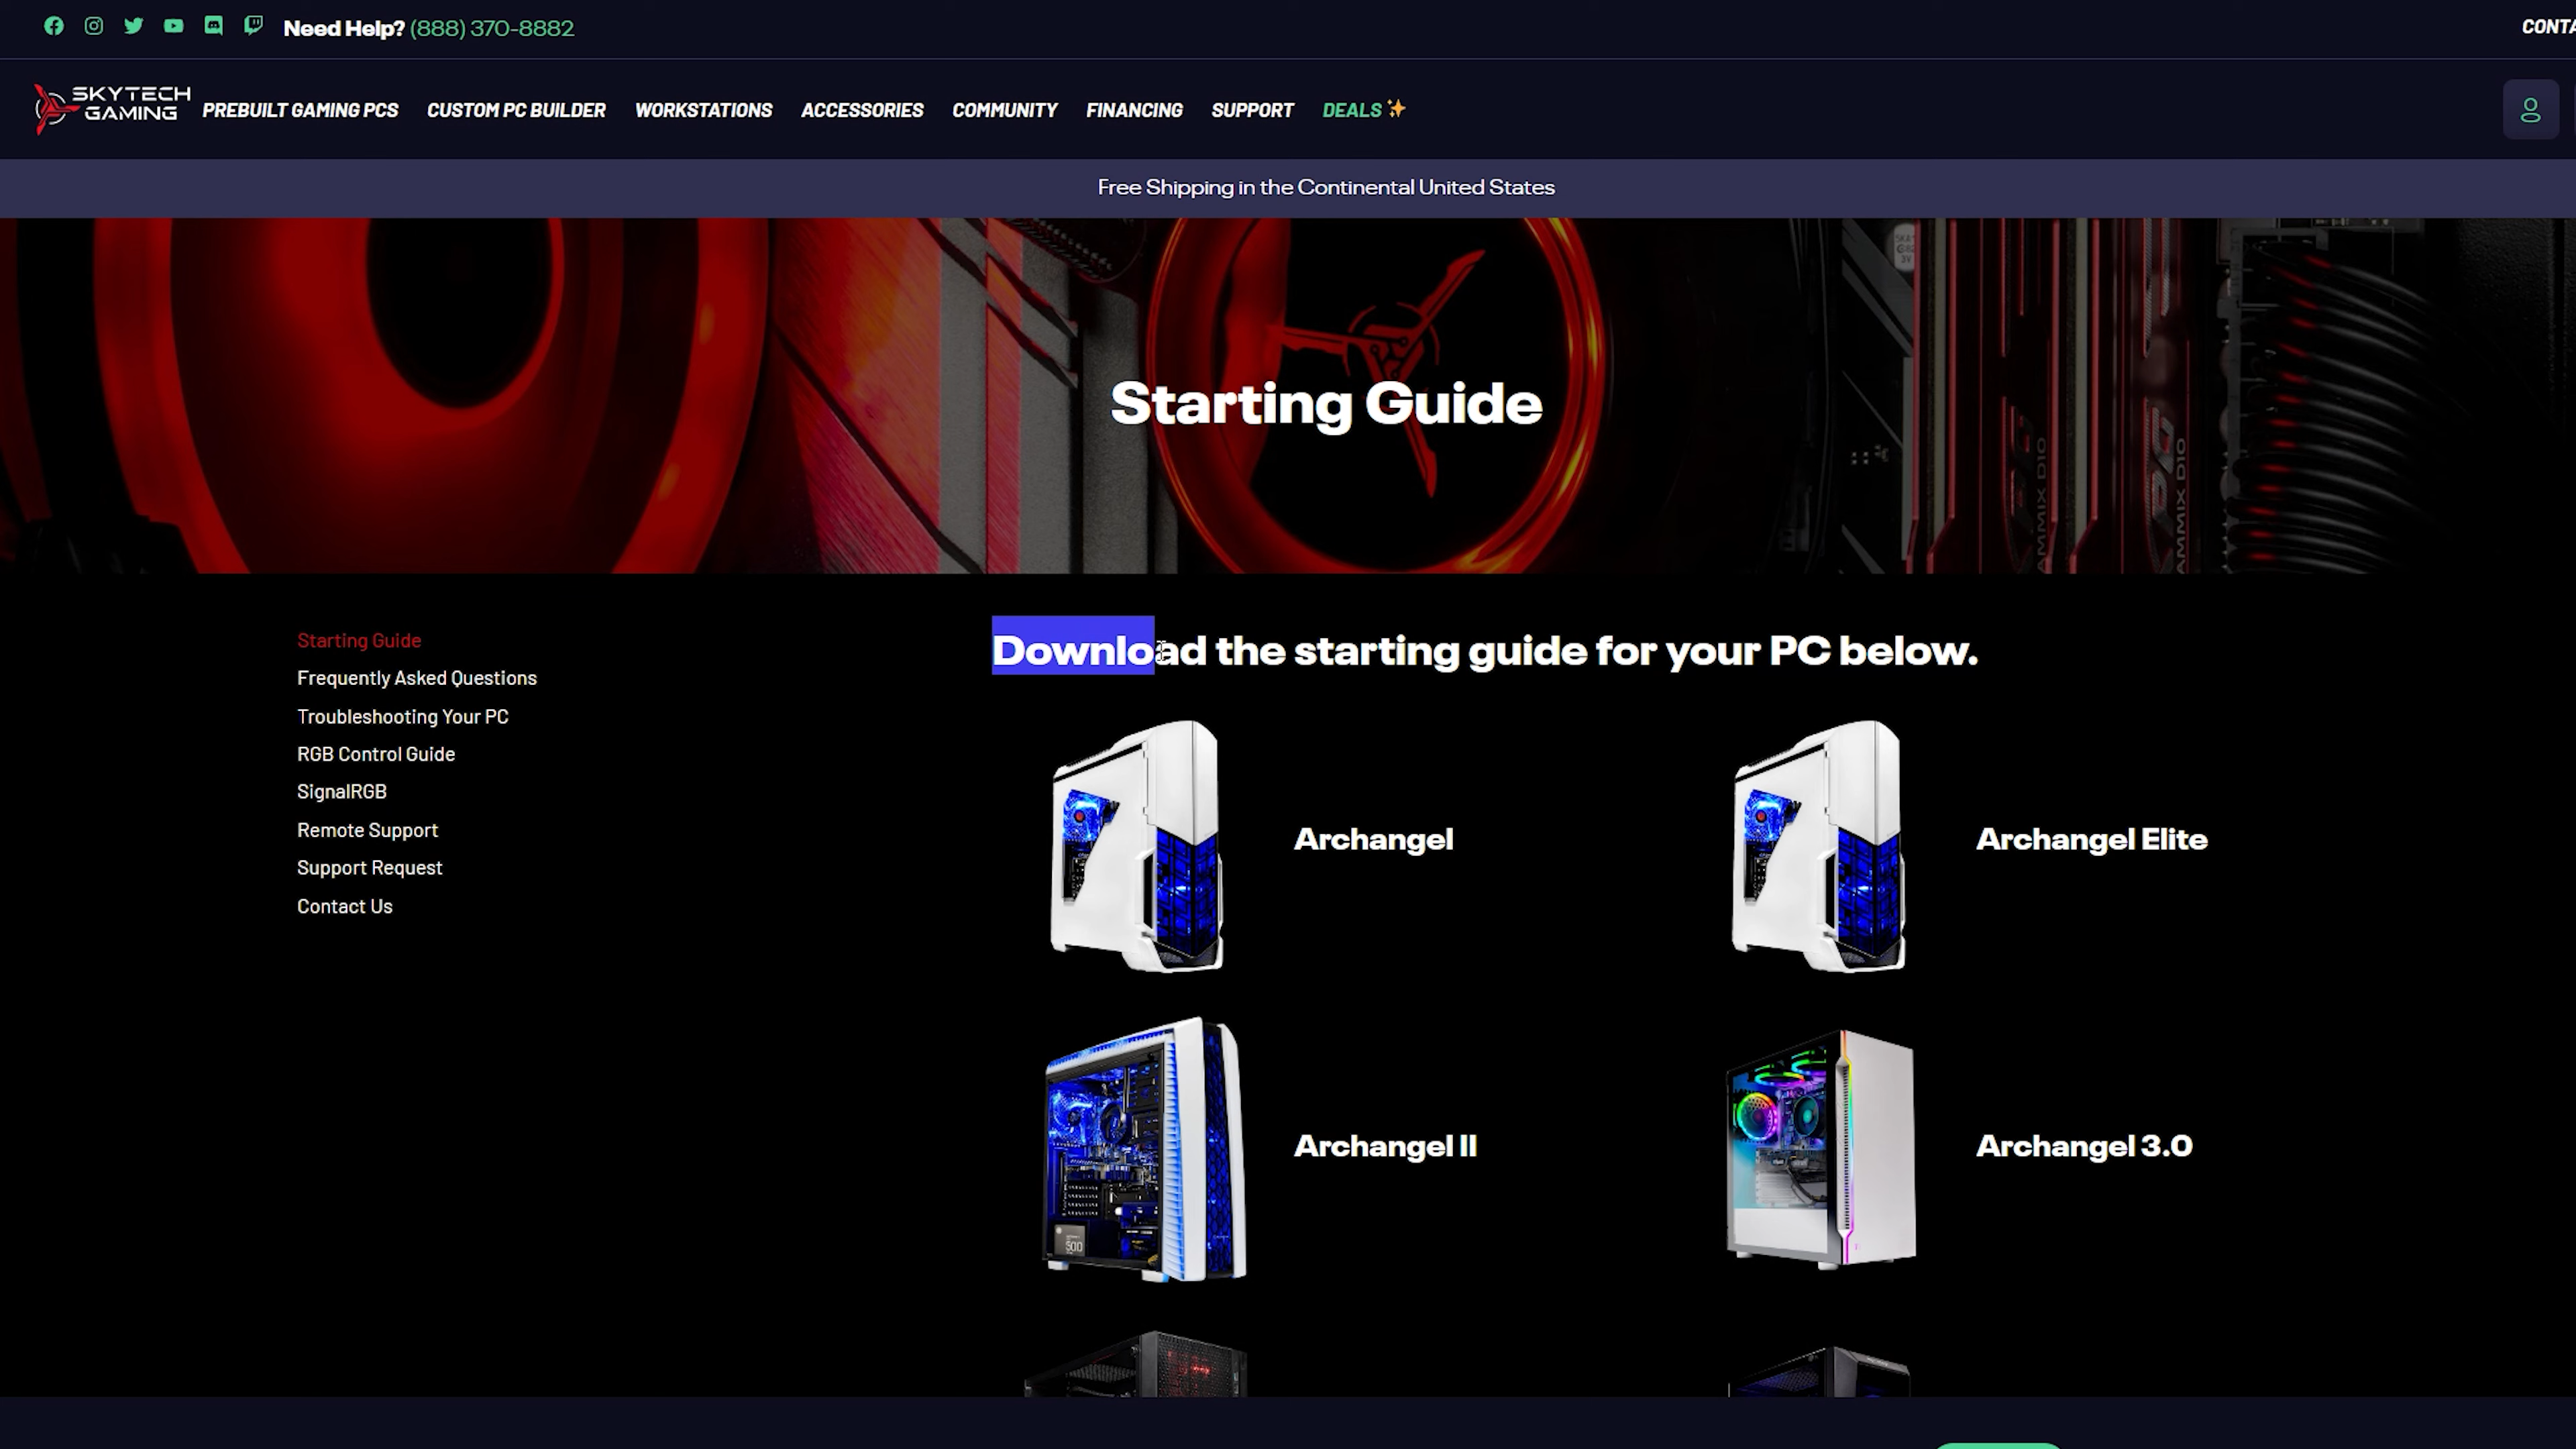 Need Help? (888) 370-8882
SKYTECH
GAMING
PREBUILT GAMING PCS CUSTOM PC BUILDER WORKSTATIONS ACCESSORIES COMMUNITY FINANCING SUPPORT DEALS
Free Shipping in the Continental United States
Starting Guide
Starting Guide
Frequently Asked Questions
Troubleshooting Your PC
RGB Control Guide
SignalRGB
Remote Support
Support Request
Contact Us
Download the starting guide for your PC below.
Archangel
Archangel Elite
Archangel II
Archangel 3.0